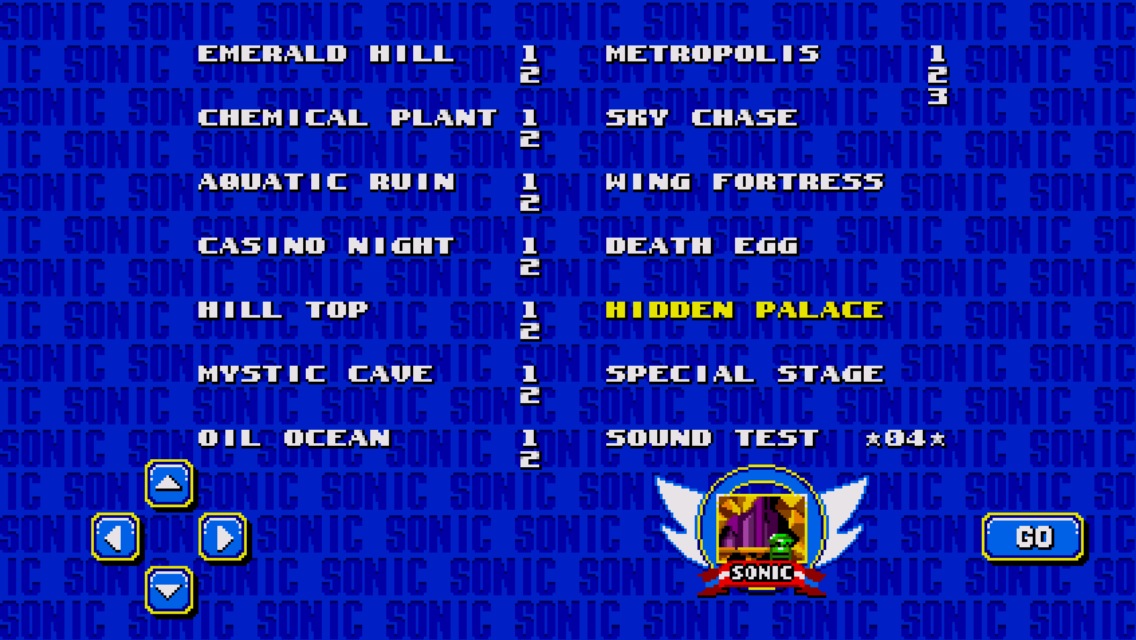 EMERALD HILL 1
2
CHEMICAL PLANT 1
2
AQUATIC RUIN 1
2
CASINO NIGHT 1
2
HILL TOP 1
2
MYSTIC CAVE 1
2
OIL OCEAN 1
2
METROPOLIS 1
2
3
SKY CHASE
WING FORTRESS
DEATH EGG
HIDDEN PALACE
SPECIAL STAGE
SOUND TEST *04*
SONIC
GO